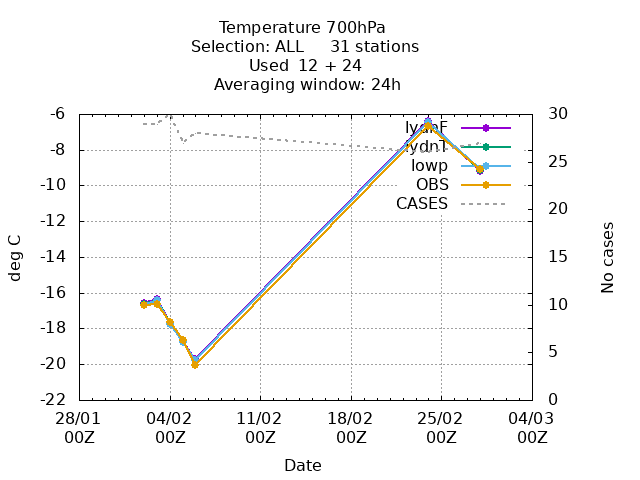 Temperature 700hPa
Selection: ALL 31 stations
Used 12 + 24
Averaging window: 24h
-6
-8
-10
-12
-14
-16
-18
-20
-22
30
25
20
15
10
5
0
lowp
OBS
CASES
deg C
No cases
28/01 04/02 11/02 18/02 25/02 04/03
00Z 00Z 00Z 00Z 00Z 00Z
Date